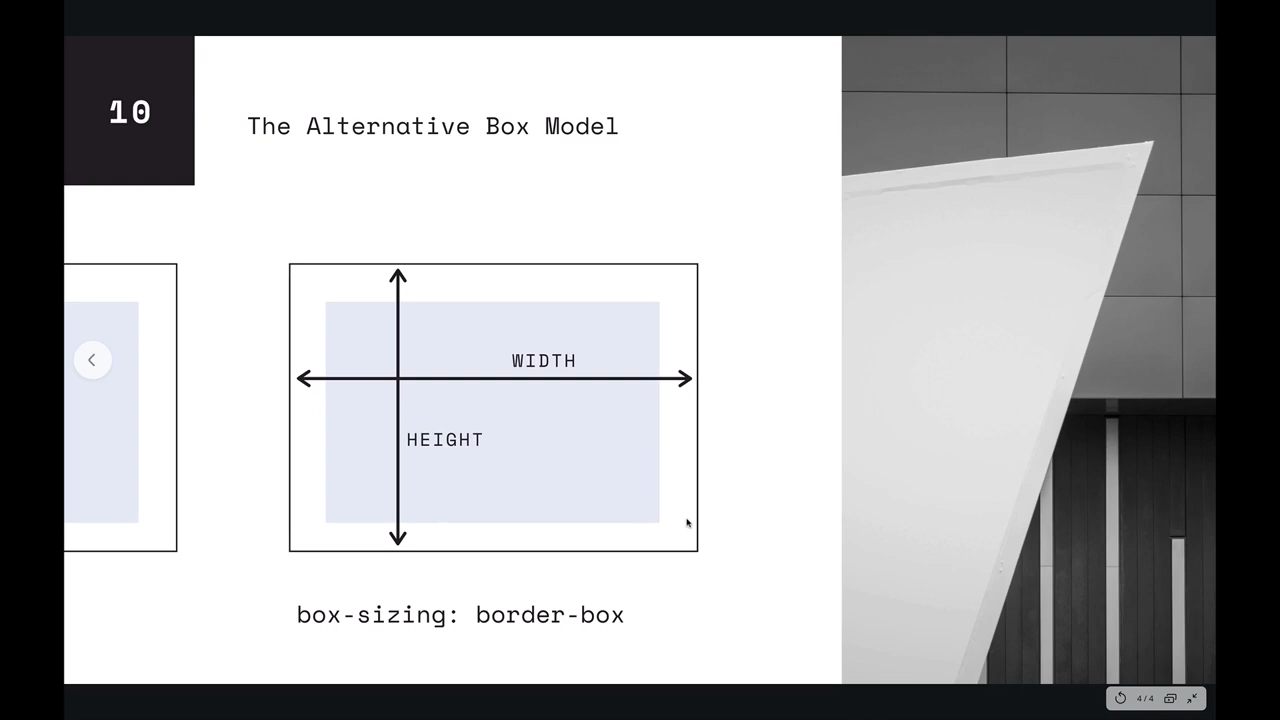 10
The Alternative Box Model
WIDTH
HEIGHT
box-sizing: border-box
4/4